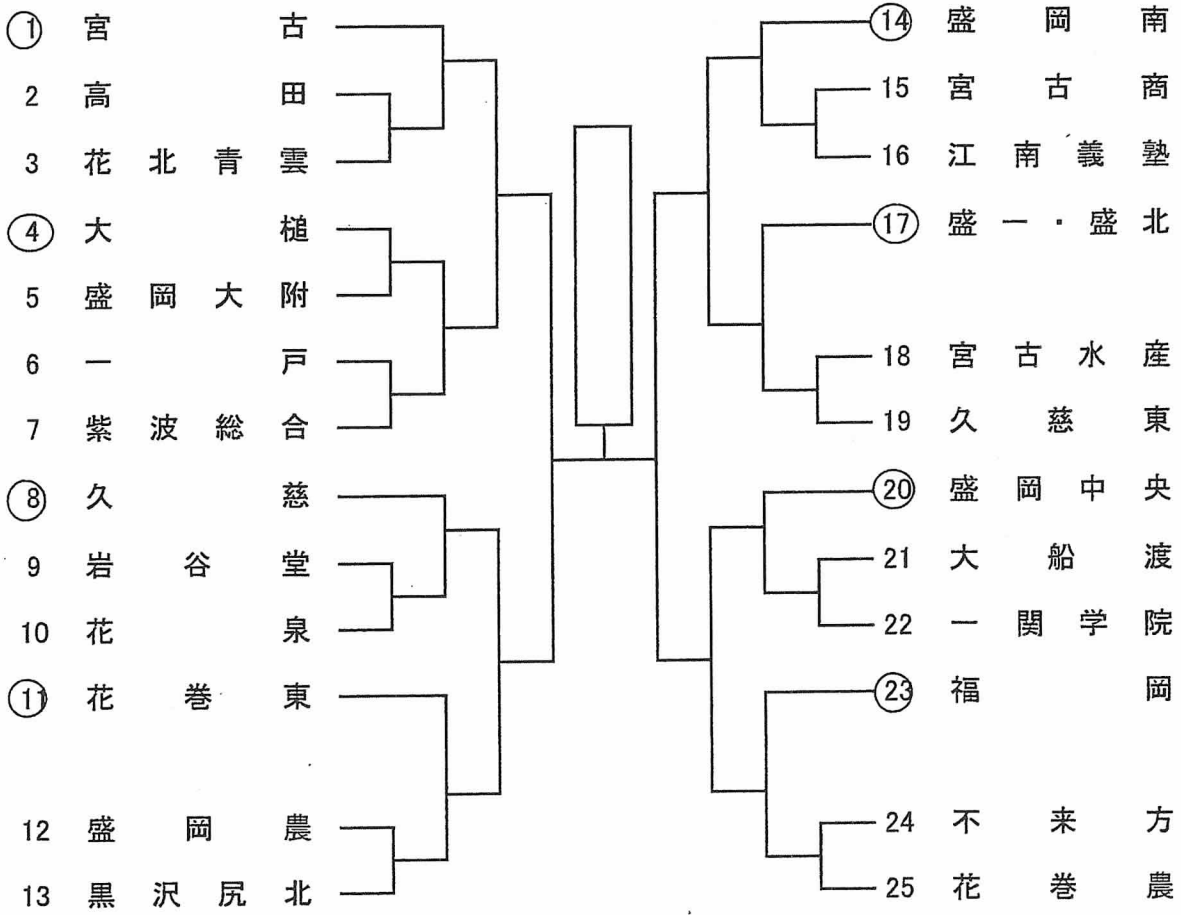 ① 宮古
2 高田
3 花北青雲
④ 大槌
5 盛岡大附
6 一戸
7 紫波総合
⑧ 久慈
9 岩谷堂
10 花泉
⑪ 花巻東
12 盛岡農
13 黒沢尻北
⑭ 盛岡南
15 宮古商
16 江南義塾
⑰ 盛一・盛北
18 宮古水産
19 久慈東
⑳ 盛岡中央
21 大船渡
22 一関学院
㉓ 福岡
24 不来方
25 花巻農